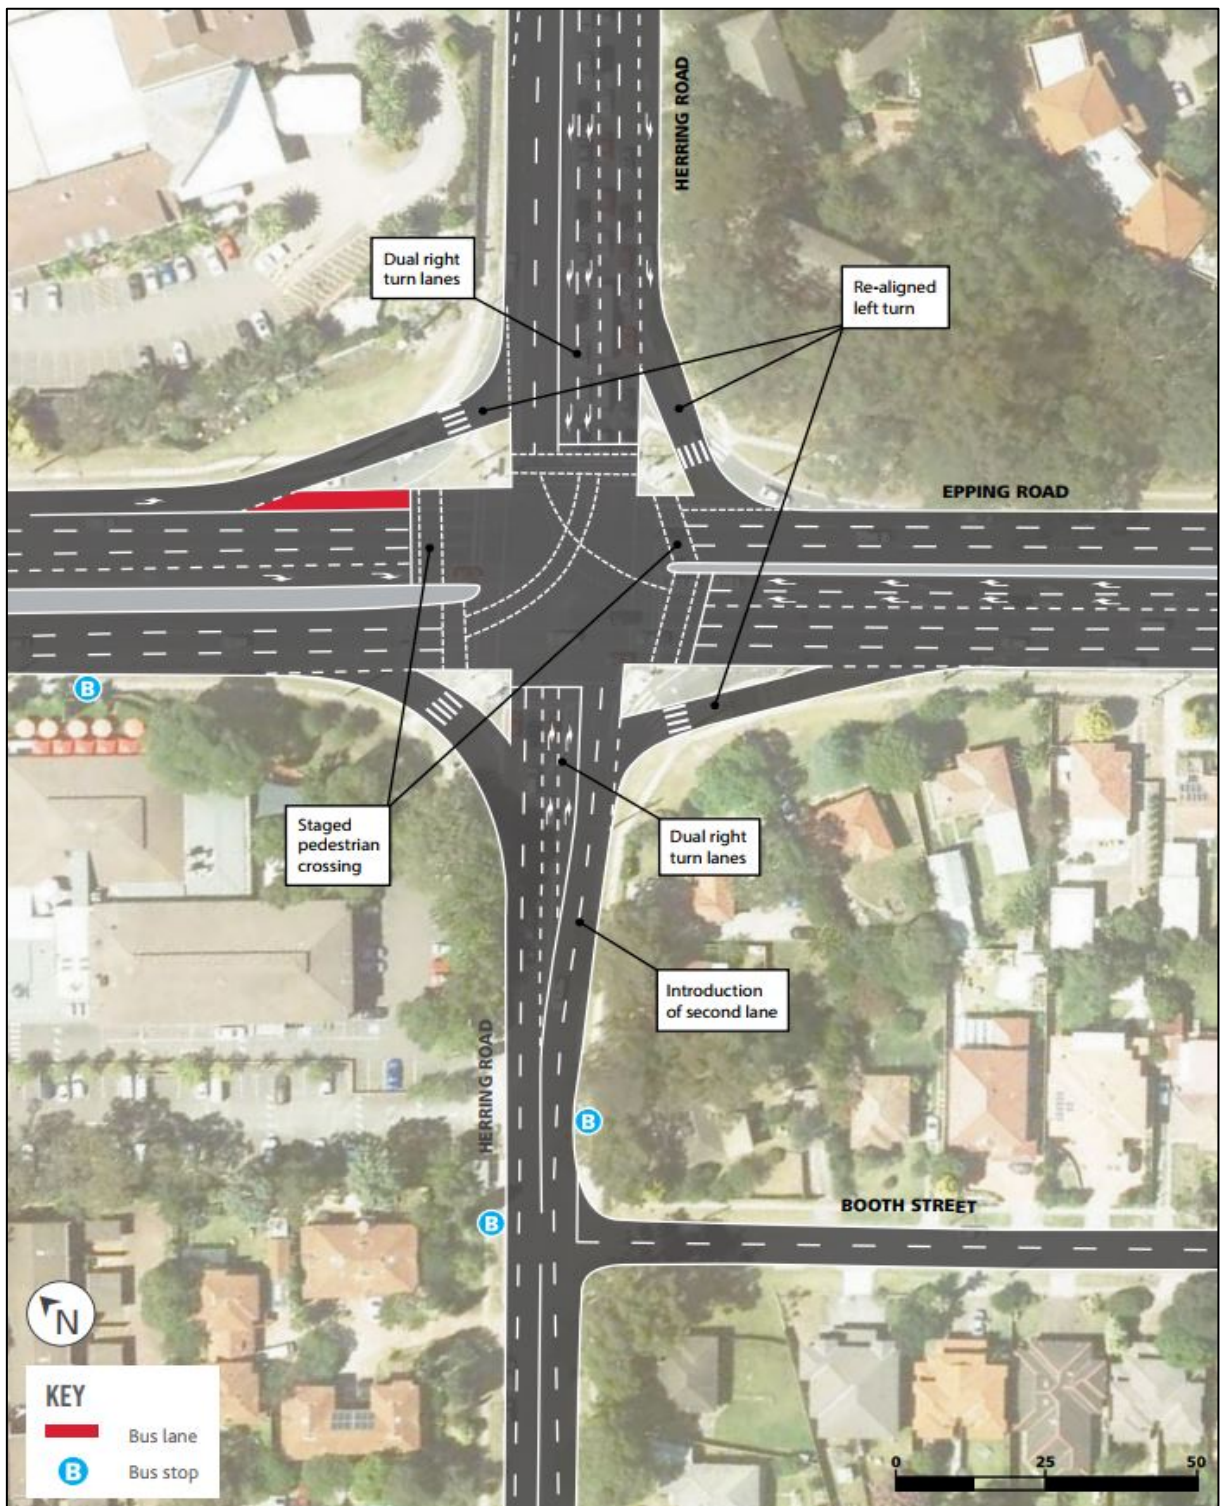 HERRING ROAD
Dual right
turn lanes
Re-aligned
left turn
EPPING ROAD
B
Staged
pedestrian
crossing
Dual right
turn lanes
Introduction
of second lane
HERRING ROAD
B
B
BOOTH STREET
N
KEY
Bus lane
B
Bus stop
0
25
50